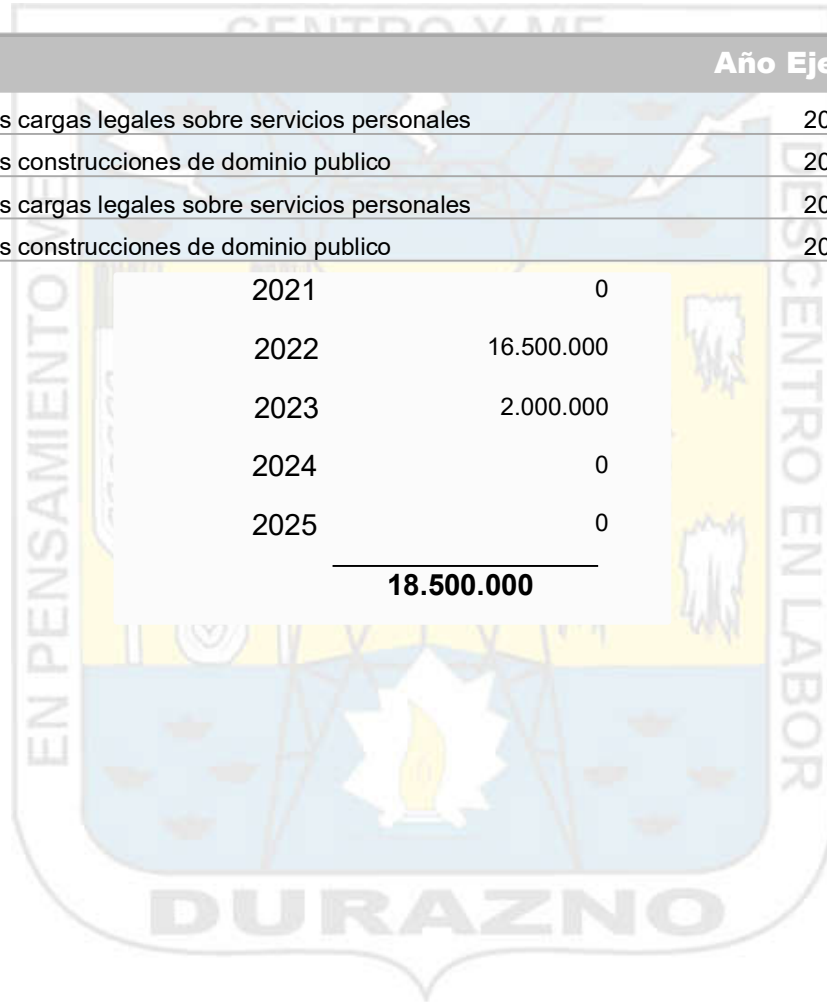 CENTRO Y ME
Año Eje
s cargas legales sobre servicios personales 20
s construcciones de dominio publico 20
s cargas legales sobre servicios personales 20
s construcciones de dominio publico 20
2021 0
2022 16.500.000
2023 2.000.000
2024 0
2025 0
18.500.000
EN PENSAMIENTO ME
DESCENTRO EN LABOR
DURAZNO